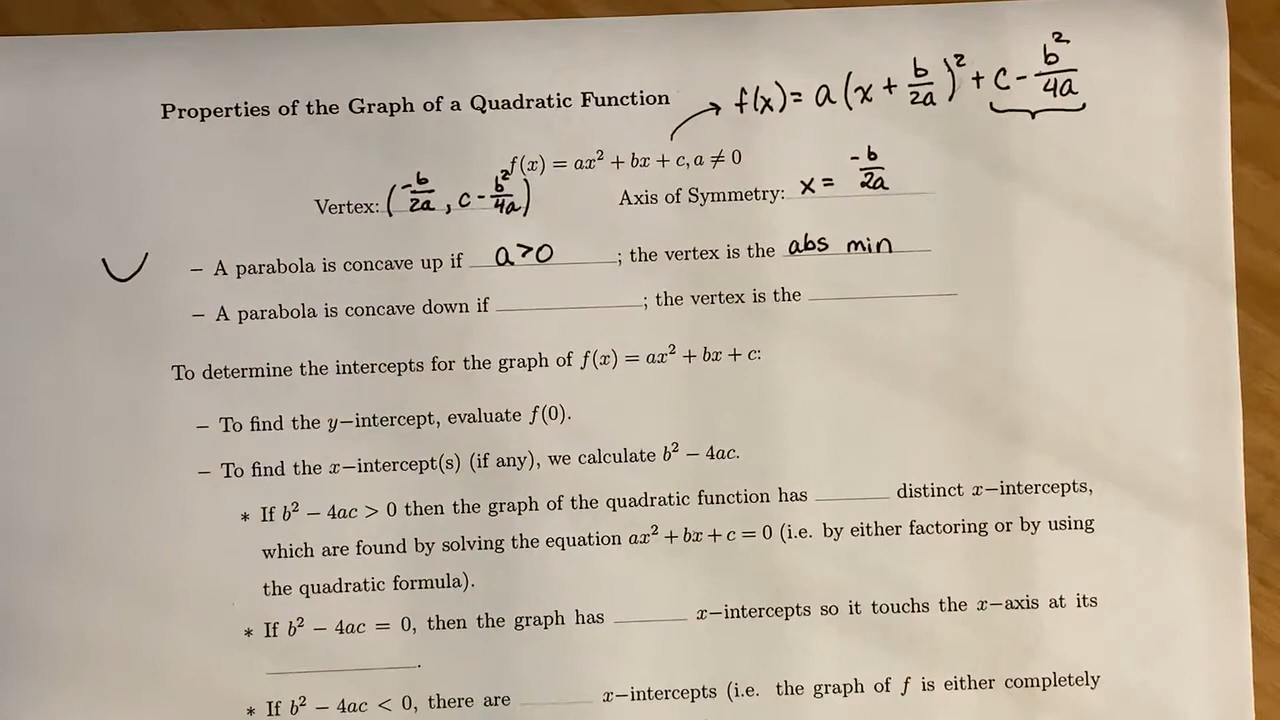 Properties of the Graph of a Quadratic Function → f(x) = a(x + b/2a)² + c - b²/4a
f(x) = ax² + bx + c, a ≠ 0
Vertex: (-b/2a, c - b²/4a) Axis of Symmetry: x = -b/2a
– A parabola is concave up if a>0; the vertex is the abs min
– A parabola is concave down if ________; the vertex is the ________
To determine the intercepts for the graph of f(x) = ax² + bx + c:
– To find the y−intercept, evaluate f(0).
– To find the x−intercept(s) (if any), we calculate b² − 4ac.
* If b² − 4ac > 0 then the graph of the quadratic function has ____ distinct x−intercepts,
which are found by solving the equation ax² + bx + c = 0 (i.e. by either factoring or by using
the quadratic formula).
* If b² − 4ac = 0, then the graph has ____ x−intercepts so it touchs the x−axis at its
________.
* If b² − 4ac < 0, there are ____ x−intercepts (i.e. the graph of f is either completely